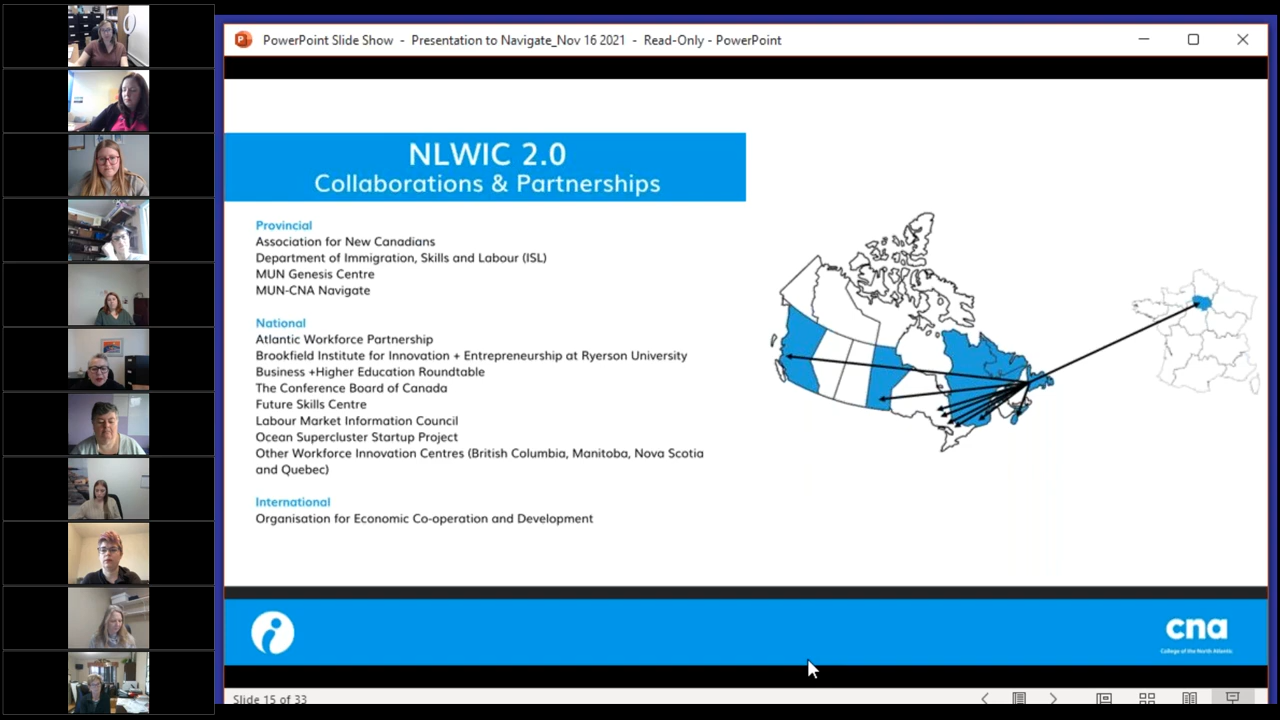 PowerPoint Slide Show - Presentation to Navigate_Nov 16 2021 - Read-Only - PowerPoint
NLWIC 2.0
Collaborations & Partnerships
Provincial
Association for New Canadians
Department of Immigration, Skills and Labour (ISL)
MUN Genesis Centre
MUN-CNA Navigate
National
Atlantic Workforce Partnership
Brookfield Institute for Innovation + Entrepreneurship at Ryerson University
Business +Higher Education Roundtable
The Conference Board of Canada
Future Skills Centre
Labour Market Information Council
Ocean Supercluster Startup Project
Other Workforce Innovation Centres (British Columbia, Manitoba, Nova Scotia
and Quebec)
International
Organisation for Economic Co-operation and Development
cna
College of the North Atlantic
Slide 15 of 33